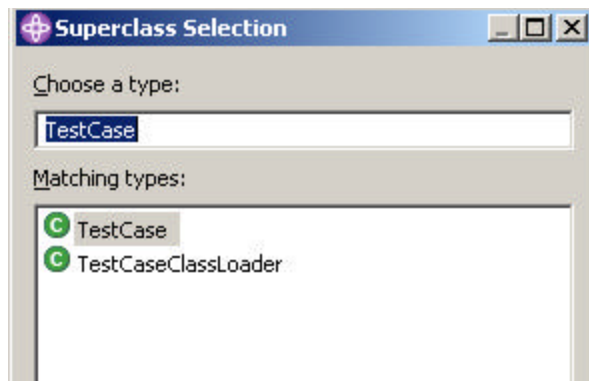 Superclass Selection
Choose a type:
TestCase
Matching types:
C TestCase
C TestCaseClassLoader